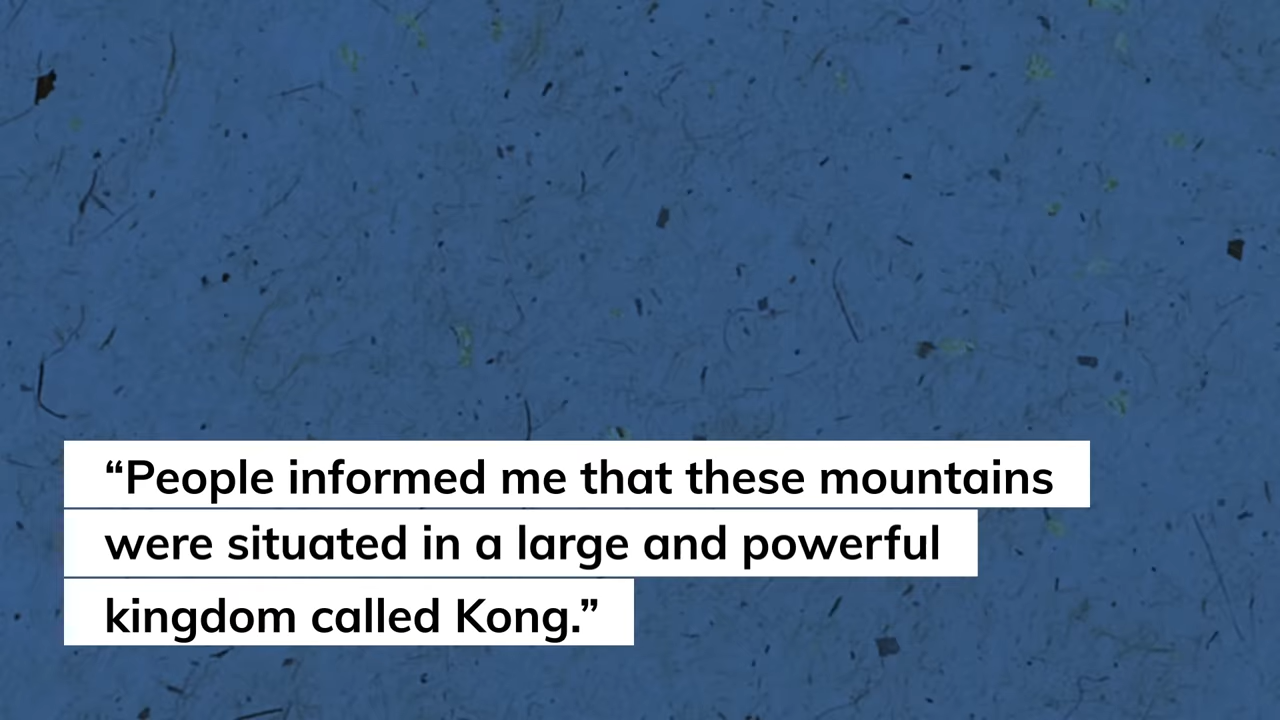 “People informed me that these mountains
were situated in a large and powerful
kingdom called Kong.”